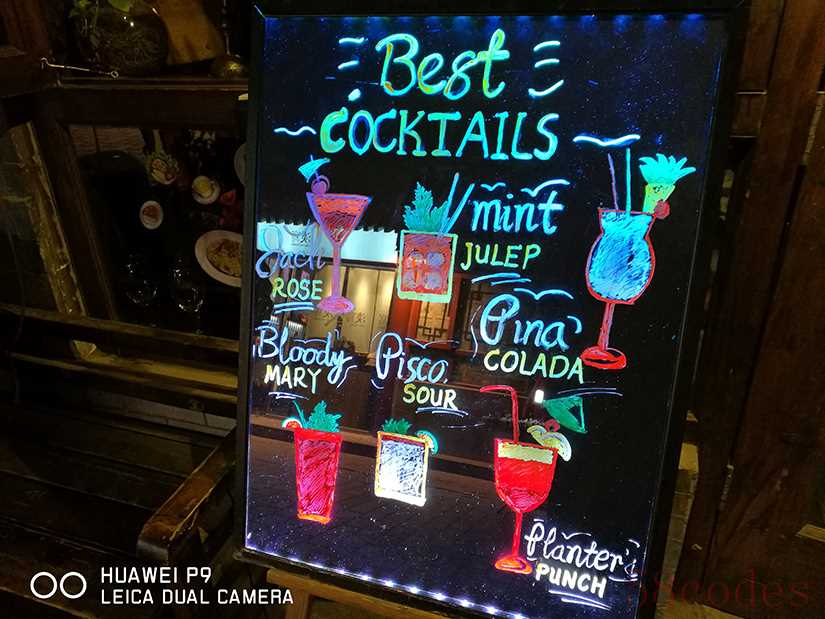 Best
COCKTAILS
Jack
ROSE
mint
JULEP
Pina
COLADA
Bloody
MARY
Pisco
SOUR
Planter's
PUNCH
HUAWEI P9
LEICA DUAL CAMERA